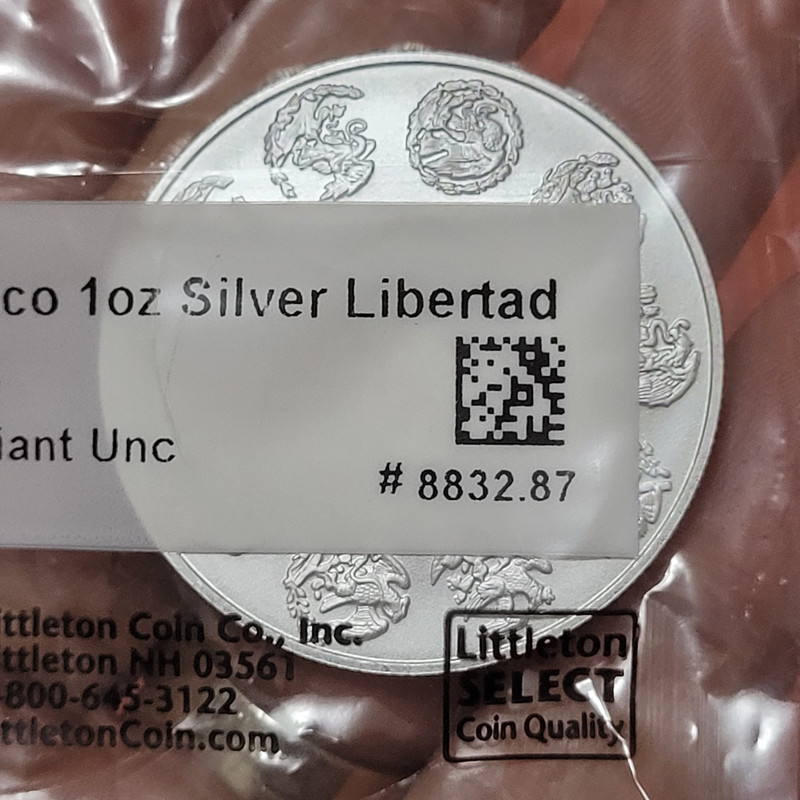 co 1oz Silver Libertad
iant Unc
# 8832.87
ittleton Coin Co., Inc.
ittleton NH 03561
-800-645-3122
ttletonCoin.com
Littleton
SELECT
Coin Quality